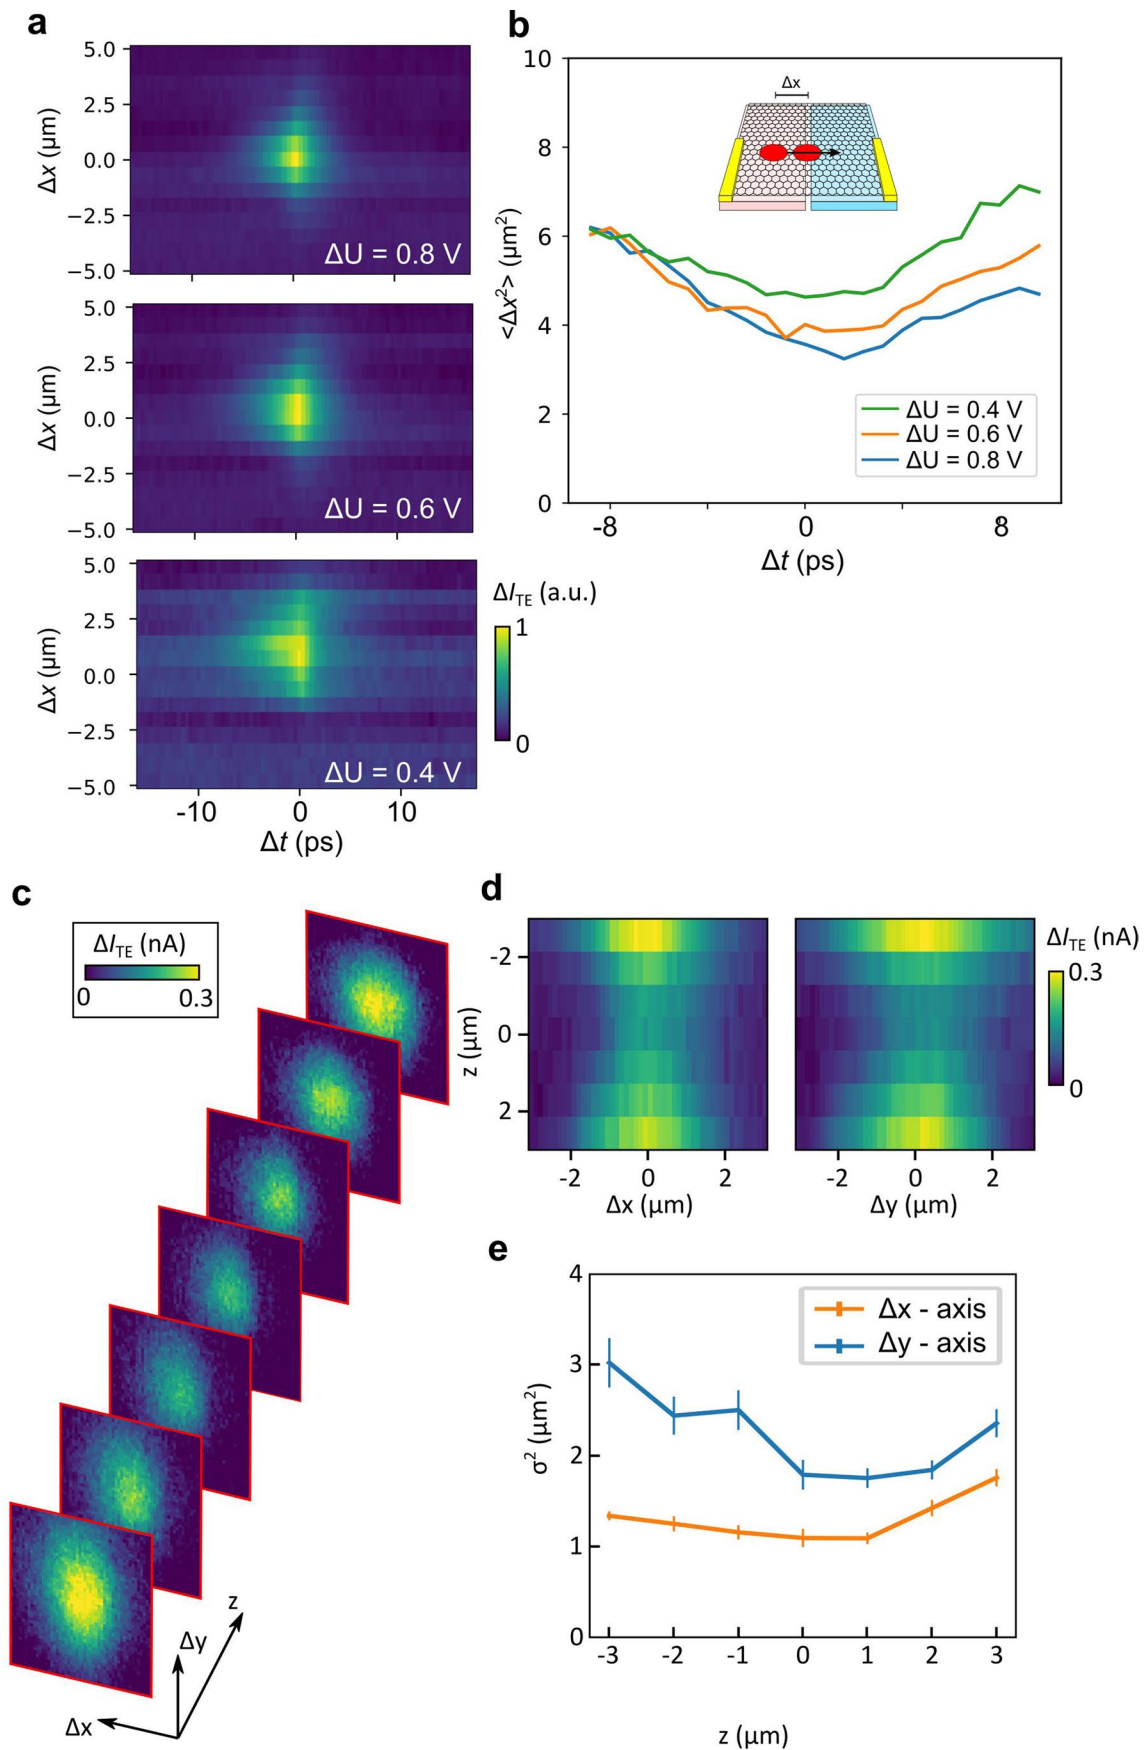 a
5.0
2.5
0.0
−2.5
−5.0
Δx (µm)
ΔU = 0.8 V
5.0
2.5
0.0
−2.5
−5.0
Δx (µm)
ΔU = 0.6 V
5.0
2.5
0.0
−2.5
−5.0
Δx (µm)
ΔU = 0.4 V
-10 0 10
Δt (ps)
ΔI_TE (a.u.)
1
0
b
10
8
6
4
2
0
<Δx²> (µm²)
Δx
ΔU = 0.4 V
ΔU = 0.6 V
ΔU = 0.8 V
-8 0 8
Δt (ps)
c
ΔI_TE (nA)
0 0.3
z
Δy
Δx
d
-2
0
2
z (µm)
-2 0 2
Δx (µm)
-2 0 2
Δy (µm)
ΔI_TE (nA)
0.3
0
e
4
3
2
1
0
σ² (µm²)
Δx - axis
Δy - axis
-3 -2 -1 0 1 2 3
z (µm)